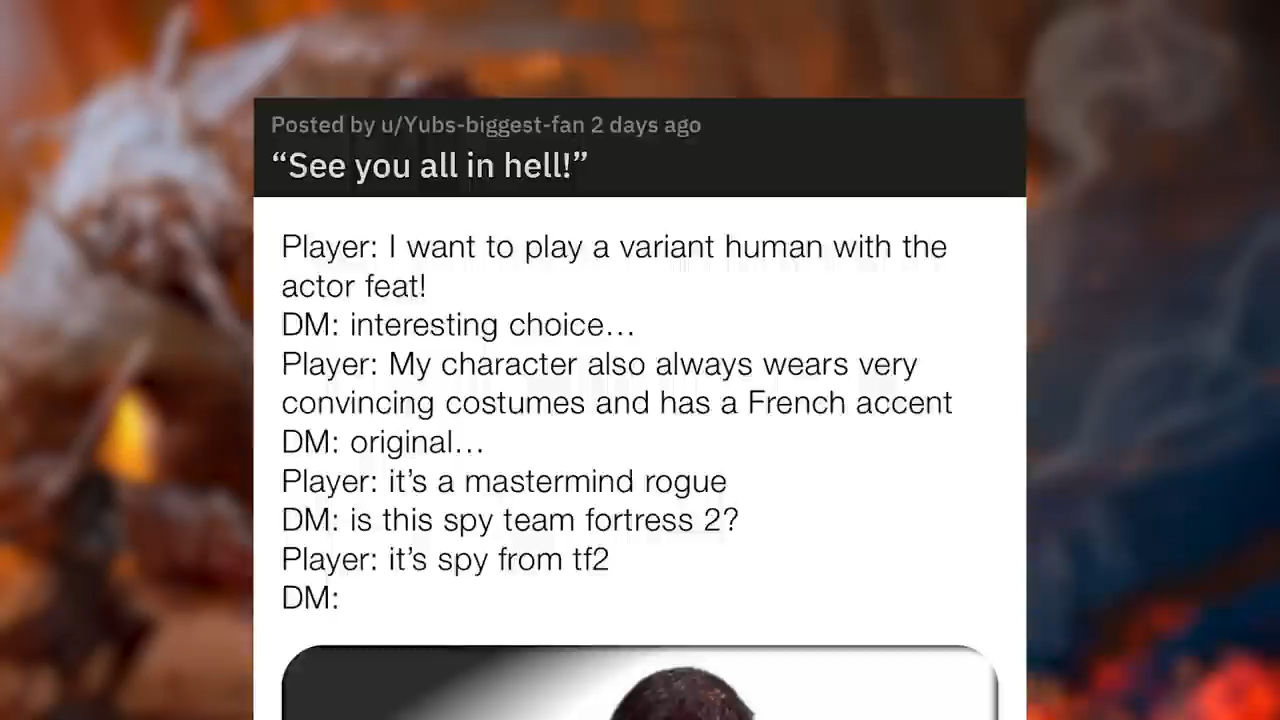 Posted by u/Yubs-biggest-fan 2 days ago
“See you all in hell!”
Player: I want to play a variant human with the
actor feat!
DM: interesting choice…
Player: My character also always wears very
convincing costumes and has a French accent
DM: original…
Player: it’s a mastermind rogue
DM: is this spy team fortress 2?
Player: it’s spy from tf2
DM: